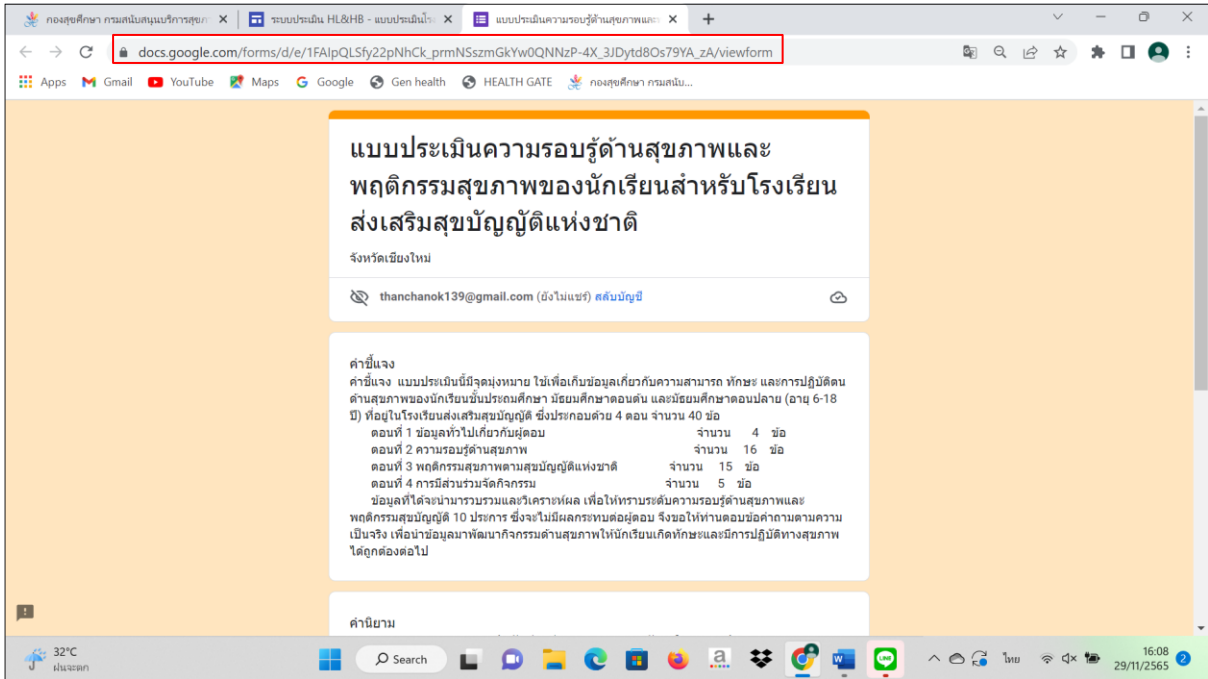 กองสุขศึกษา กรมสนับสนุนบริการสุขภา
ระบบประเมิน HL&HB - แบบประเมินโร
แบบประเมินความรอบรู้ด้านสุขภาพและ
docs.google.com/forms/d/e/1FAIpQLSfy22pNhCk_prmNSszmGkYw0QNNzP-4X_3JDytd8Os79YA_zA/viewform
Apps Gmail YouTube Maps Google Gen health HEALTH GATE กองสุขศึกษา กรมสนับ...
แบบประเมินความรอบรู้ด้านสุขภาพและ
พฤติกรรมสุขภาพของนักเรียนสำหรับโรงเรียน
ส่งเสริมสุขบัญญัติแห่งชาติ
จังหวัดเชียงใหม่
thanchanok139@gmail.com (ยังไม่แชร์) สลับบัญชี
คำชี้แจง
คำชี้แจง แบบประเมินนี้มีจุดมุ่งหมาย ใช้เพื่อเก็บข้อมูลเกี่ยวกับความสามารถ ทักษะ และการปฏิบัติตน
ด้านสุขภาพของนักเรียนชั้นประถมศึกษา มัธยมศึกษาตอนต้น และมัธยมศึกษาตอนปลาย (อายุ 6-18
ปี) ที่อยู่ในโรงเรียนส่งเสริมสุขบัญญัติ ซึ่งประกอบด้วย 4 ตอน จำนวน 40 ข้อ
ตอนที่ 1 ข้อมูลทั่วไปเกี่ยวกับผู้ตอบ จำนวน 4 ข้อ
ตอนที่ 2 ความรอบรู้ด้านสุขภาพ จำนวน 16 ข้อ
ตอนที่ 3 พฤติกรรมสุขภาพตามสุขบัญญัติแห่งชาติ จำนวน 15 ข้อ
ตอนที่ 4 การมีส่วนร่วมจัดกิจกรรม จำนวน 5 ข้อ
ข้อมูลที่ได้จะนำมารวบรวมและวิเคราะห์ผล เพื่อให้ทราบระดับความรอบรู้ด้านสุขภาพและ
พฤติกรรมสุขบัญญัติ 10 ประการ ซึ่งจะไม่มีผลกระทบต่อผู้ตอบ จึงขอให้ท่านตอบข้อคำถามตามความ
เป็นจริง เพื่อนำข้อมูลมาพัฒนากิจกรรมด้านสุขภาพให้นักเรียนเกิดทักษะและมีการปฏิบัติทางสุขภาพ
ได้ถูกต้องต่อไป
คำนิยาม
32°C
ฝนจะตก
Search
ไทย
16:08
29/11/2565
2